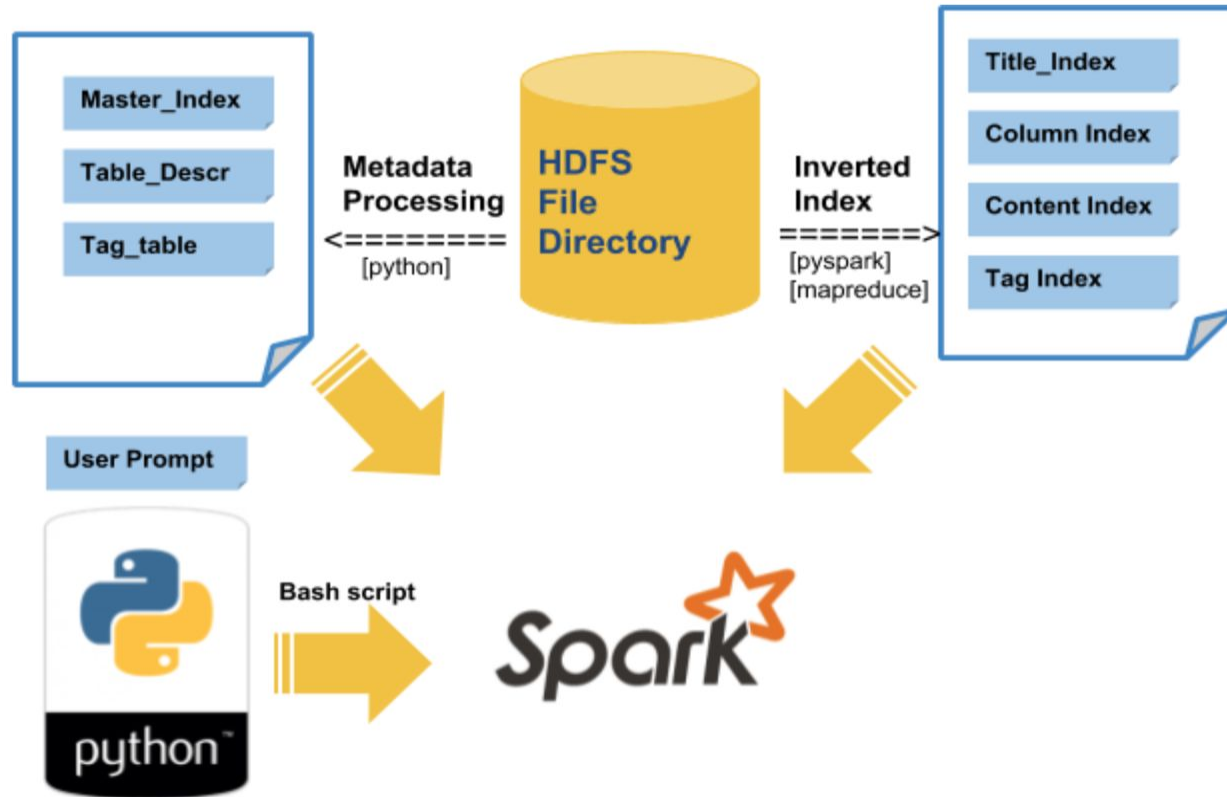 Master_Index
Table_Descr
Tag_table
Metadata
Processing
<========
[python]
HDFS
File
Directory
Inverted
Index
=======>
[pyspark]
[mapreduce]
Title_Index
Column Index
Content Index
Tag Index
User Prompt
python™
Bash script
Spark